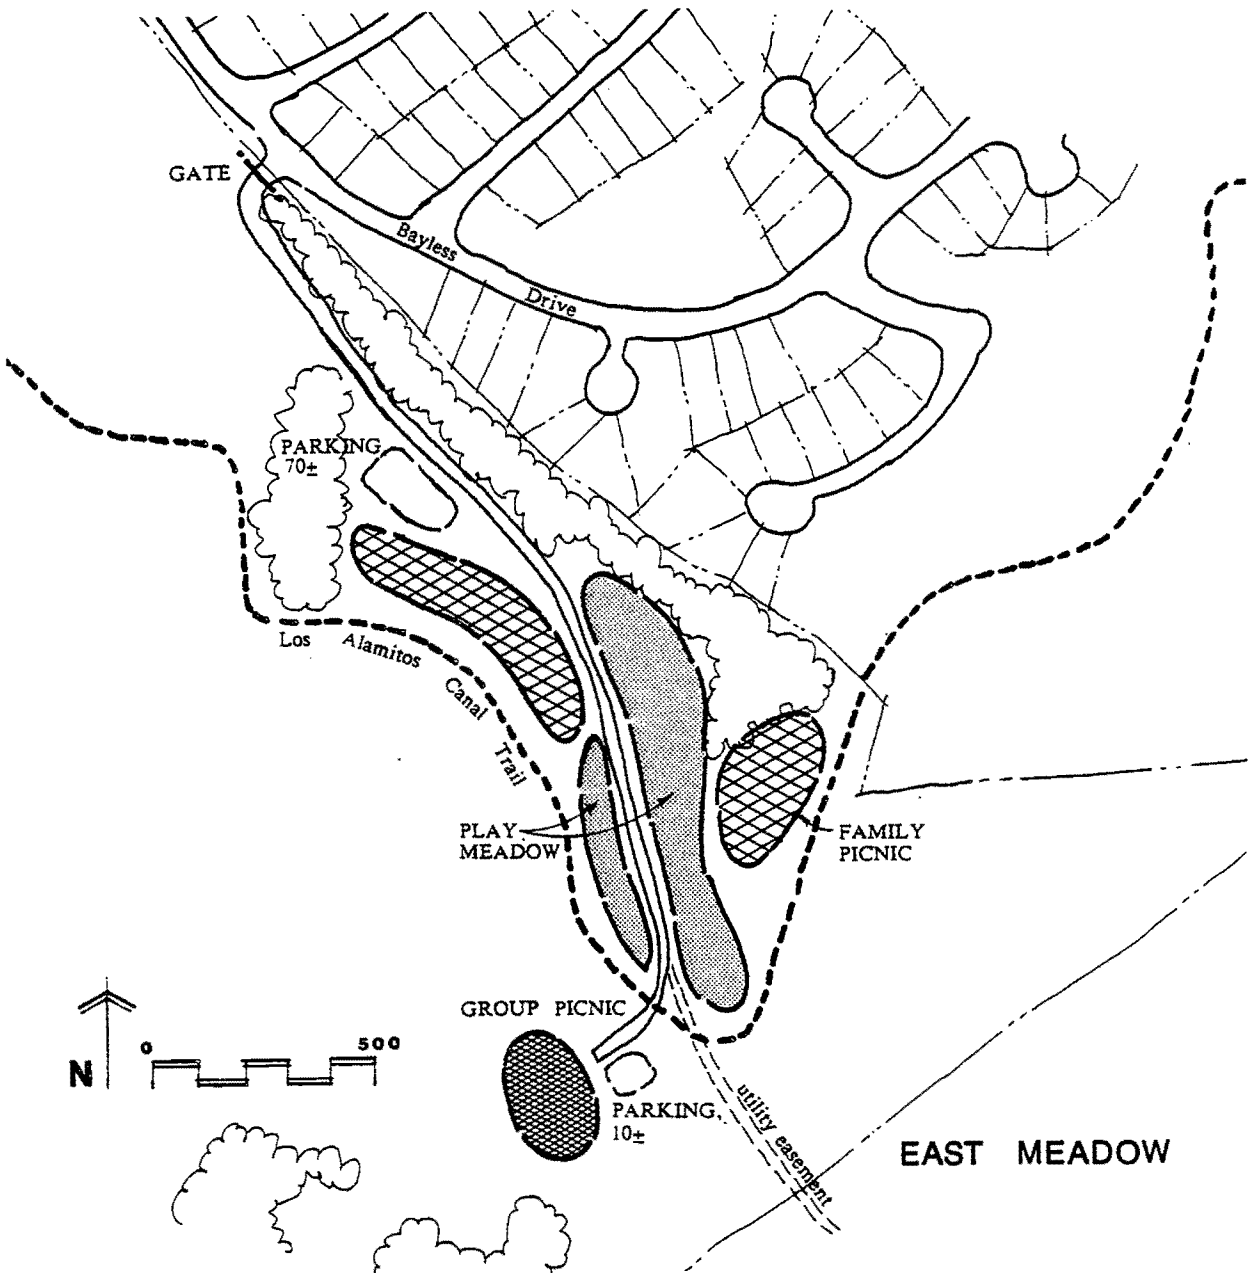 GATE
Bayless
Drive
PARKING
70±
Los Alamitos
Canal
Trail
PLAY
MEADOW
FAMILY
PICNIC
GROUP PICNIC
0 500
N
PARKING
10±
utility easement
EAST MEADOW